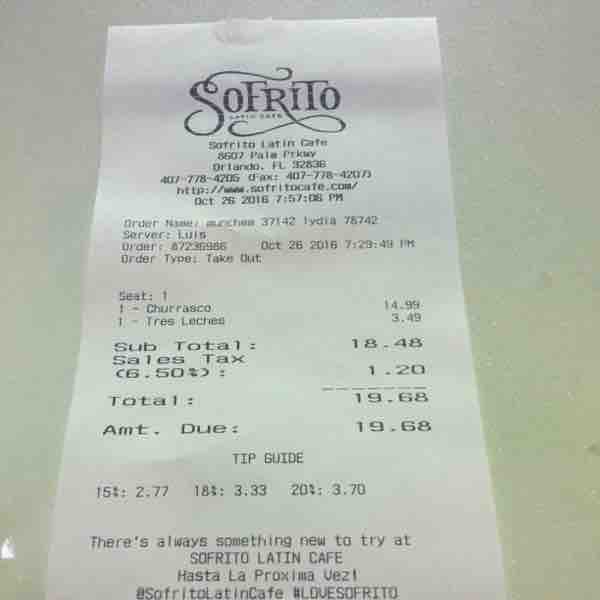 SOFRITO
LATIN CAFE
Sofrito Latin Cafe
8607 Palm Prkwy
Orlando, FL 32836
407-778-4205 (Fax: 407-778-4207)
http://www.sofritocafe.com/
Oct 26 2016 7:57:06 PM
Order Name: munchem 37142 lydia 78742
Server: Luis
Order: 87236986 Oct 26 2016 7:29:49 PM
Order Type: Take Out
Seat: 1
1 - Churrasco 14.99
1 - Tres Leches 3.49
Sub Total: 18.48
Sales Tax
(6.50%): 1.20
Total: 19.68
Amt. Due: 19.68
TIP GUIDE
15%: 2.77 18%: 3.33 20%: 3.70
There's always something new to try at
SOFRITO LATIN CAFE
Hasta La Proxima Vez!
@SofritoLatinCafe #LOVESOFRITO